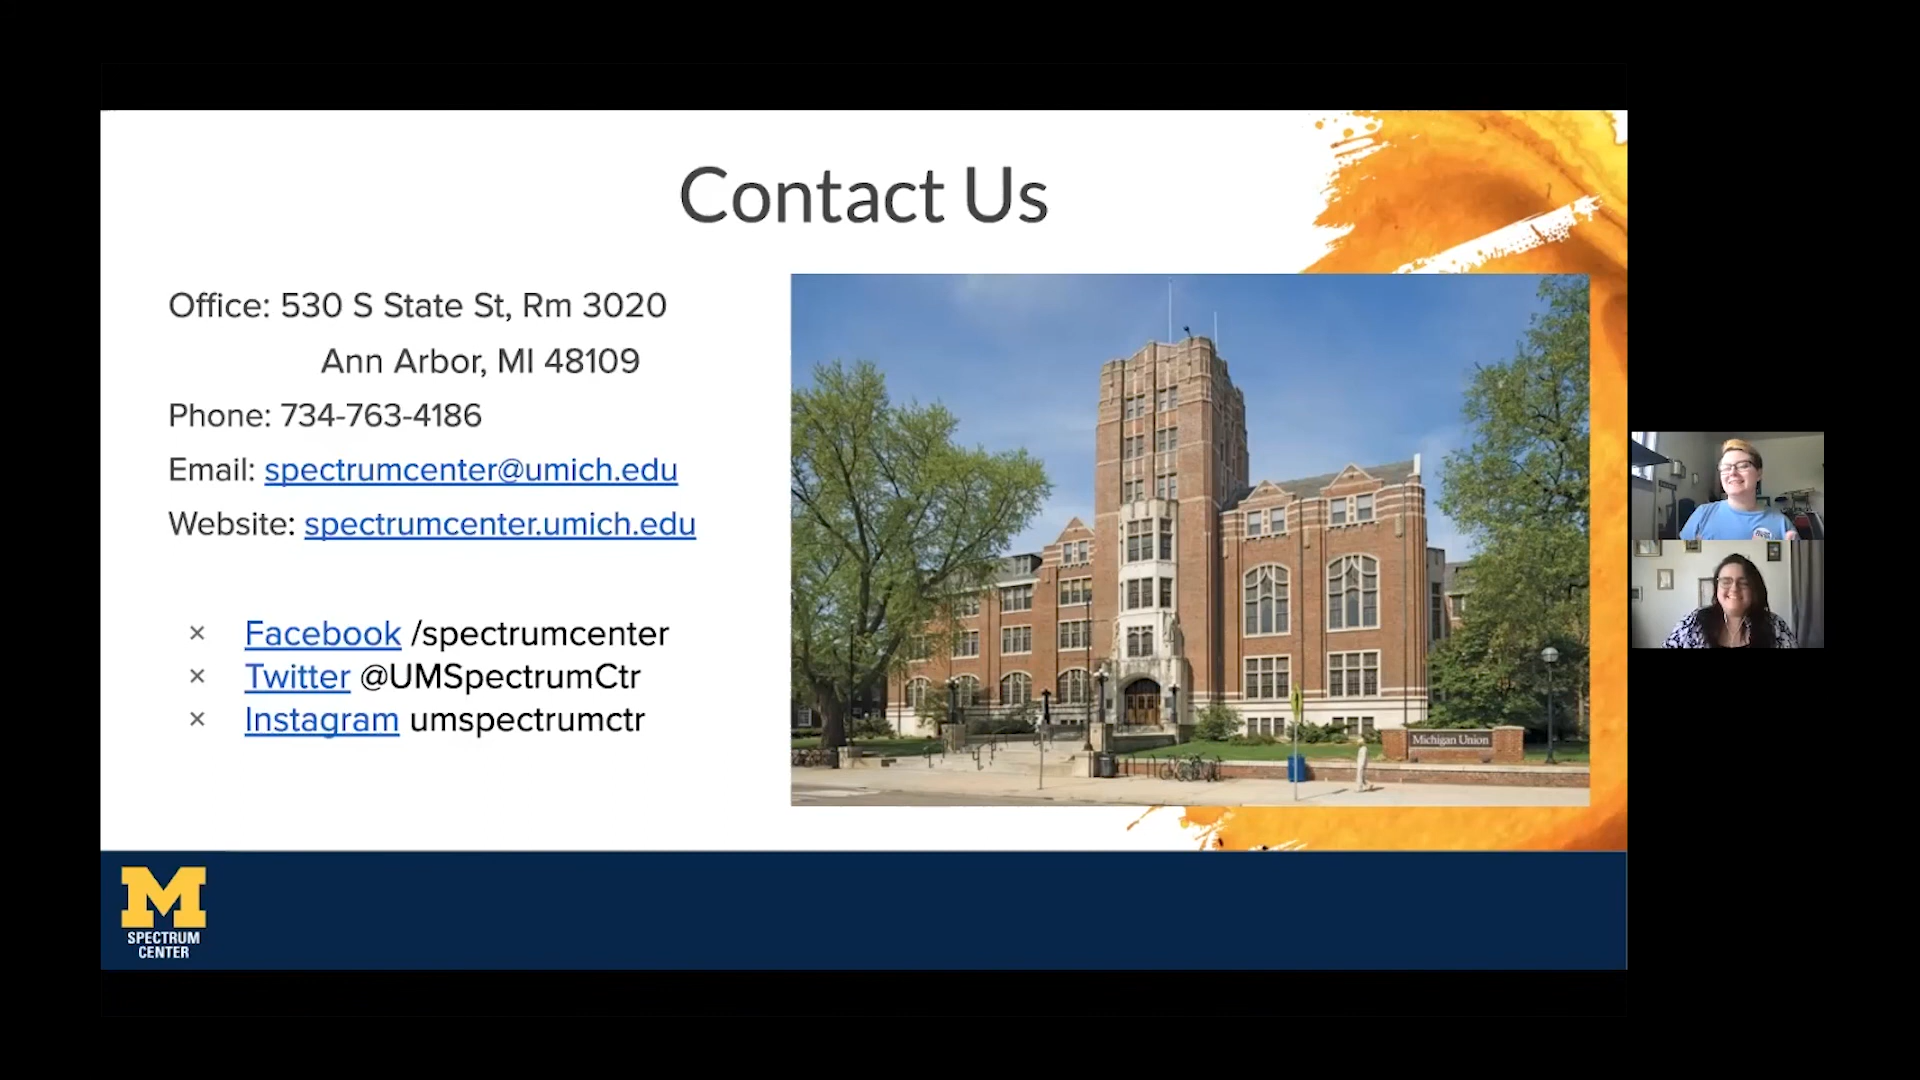 Contact Us
Office: 530 S State St, Rm 3020
Ann Arbor, MI 48109
Phone: 734-763-4186
Email: spectrumcenter@umich.edu
Website: spectrumcenter.umich.edu
× Facebook /spectrumcenter
× Twitter @UMSpectrumCtr
× Instagram umspectrumctr
Michigan Union
M
SPECTRUM
CENTER